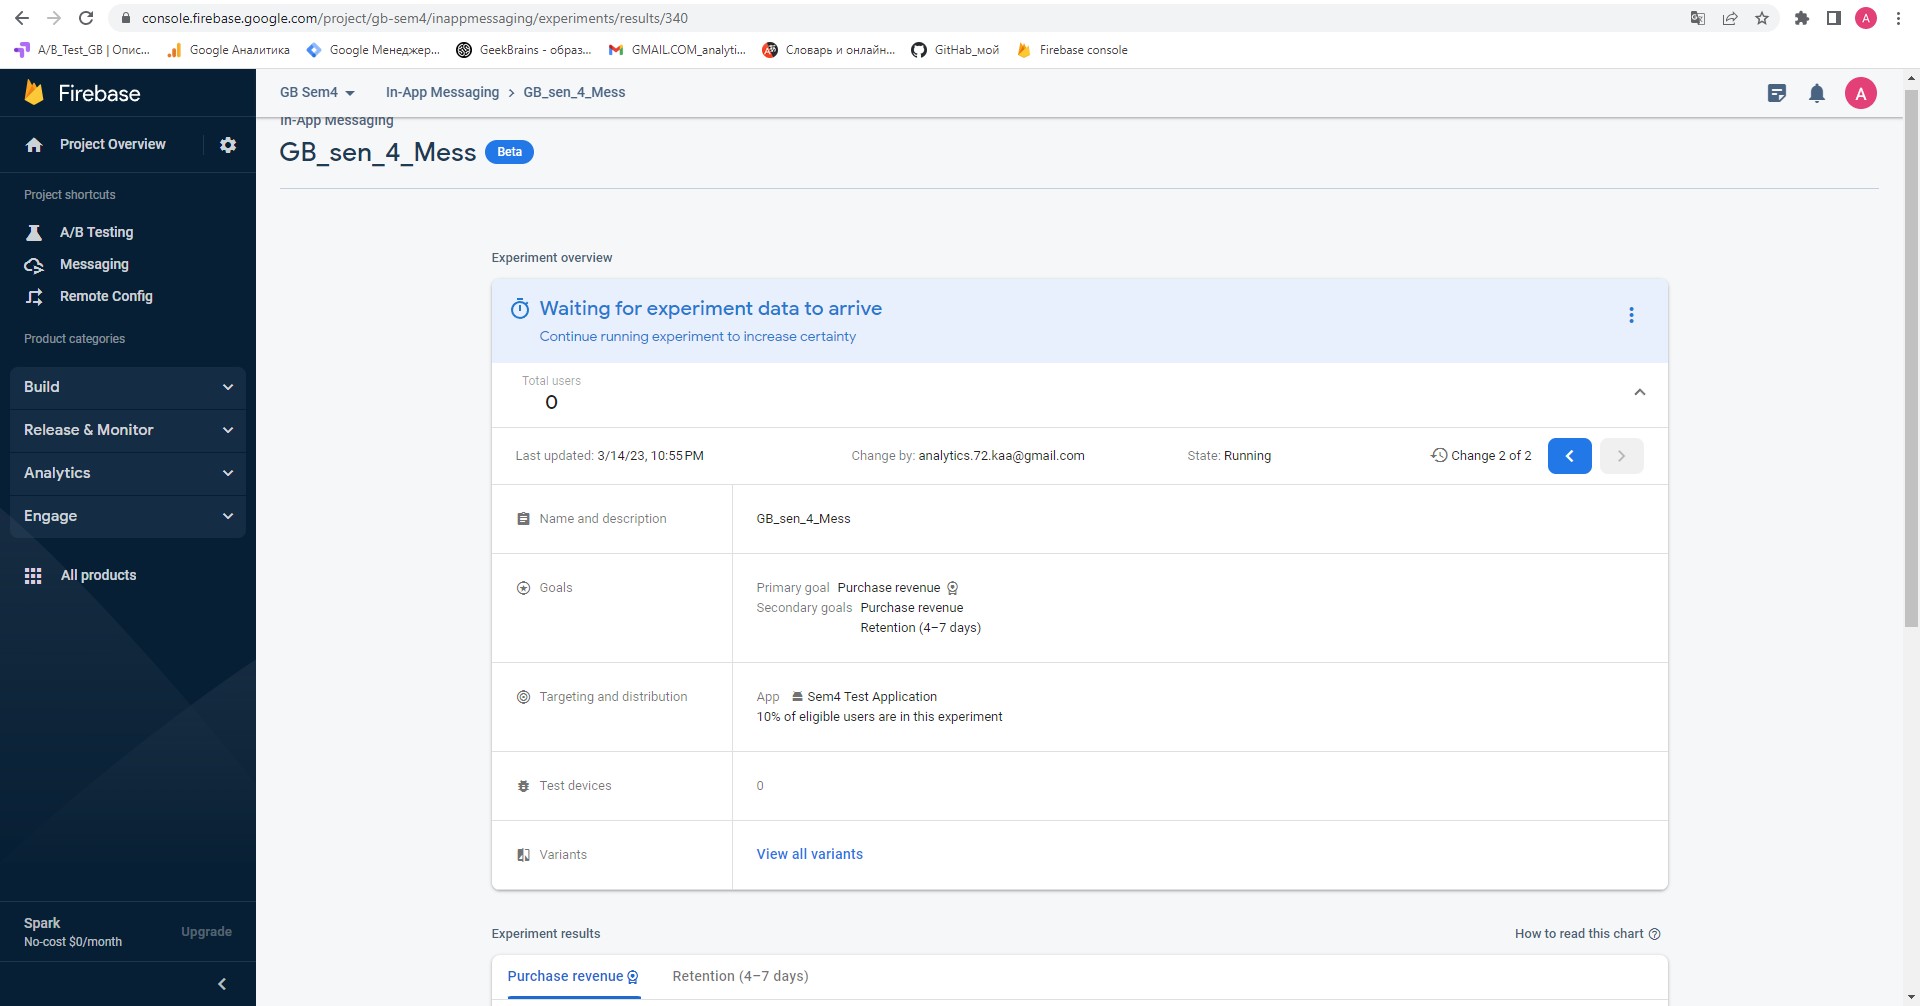 console.firebase.google.com/project/gb-sem4/inappmessaging/experiments/results/340
A/B_Test_GB | Опис...
Google Аналитика
Google Менеджер...
GeekBrains - образ...
GMAIL.COM_analyti...
Словарь и онлайн...
GitHab_мой
Firebase console
Firebase
GB Sem4
In-App Messaging > GB_sen_4_Mess
A
Project Overview
In-App Messaging
GB_sen_4_Mess
Beta
Project shortcuts
A/B Testing
Messaging
Remote Config
Product categories
Build
Release & Monitor
Analytics
Engage
All products
Spark
No-cost $0/month
Upgrade
Experiment overview
Waiting for experiment data to arrive
Continue running experiment to increase certainty
Total users
0
Last updated: 3/14/23, 10:55 PM
Change by: analytics.72.kaa@gmail.com
State: Running
Change 2 of 2
Name and description
GB_sen_4_Mess
Goals
Primary goal Purchase revenue
Secondary goals Purchase revenue
Retention (4–7 days)
Targeting and distribution
App Sem4 Test Application
10% of eligible users are in this experiment
Test devices
0
Variants
View all variants
Experiment results
How to read this chart
Purchase revenue
Retention (4–7 days)